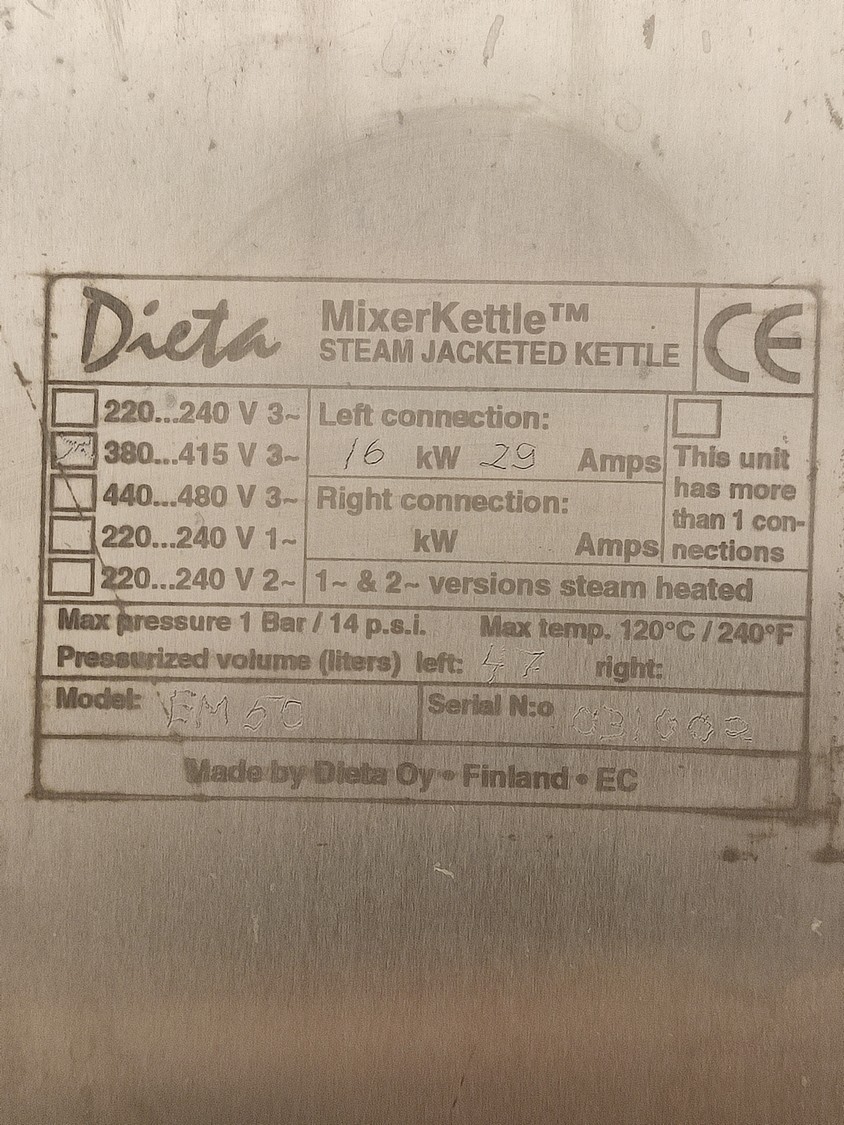 Dieta
MixerKettle™
STEAM JACKETED KETTLE
CE
220...240 V 3~
380...415 V 3~
440...480 V 3~
220...240 V 1~
220...240 V 2~
Left connection:
16 kW 29 Amps
Right connection:
kW Amps
This unit
has more
than 1 con-
nections
1~ & 2~ versions steam heated
Max pressure 1 Bar / 14 p.s.i. Max temp. 120°C / 240°F
Pressurized volume (liters) left: 47 right:
Model: EM 50 Serial N:o 031002
Made by Dieta Oy • Finland • EC